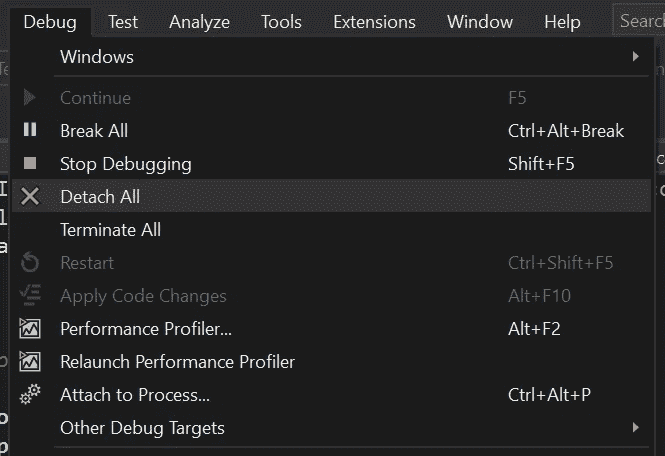 Debug Test Analyze Tools Extensions Window Help Search
Windows
Continue F5
Break All Ctrl+Alt+Break
Stop Debugging Shift+F5
Detach All
Terminate All
Restart Ctrl+Shift+F5
Apply Code Changes Alt+F10
Performance Profiler... Alt+F2
Relaunch Performance Profiler
Attach to Process... Ctrl+Alt+P
Other Debug Targets